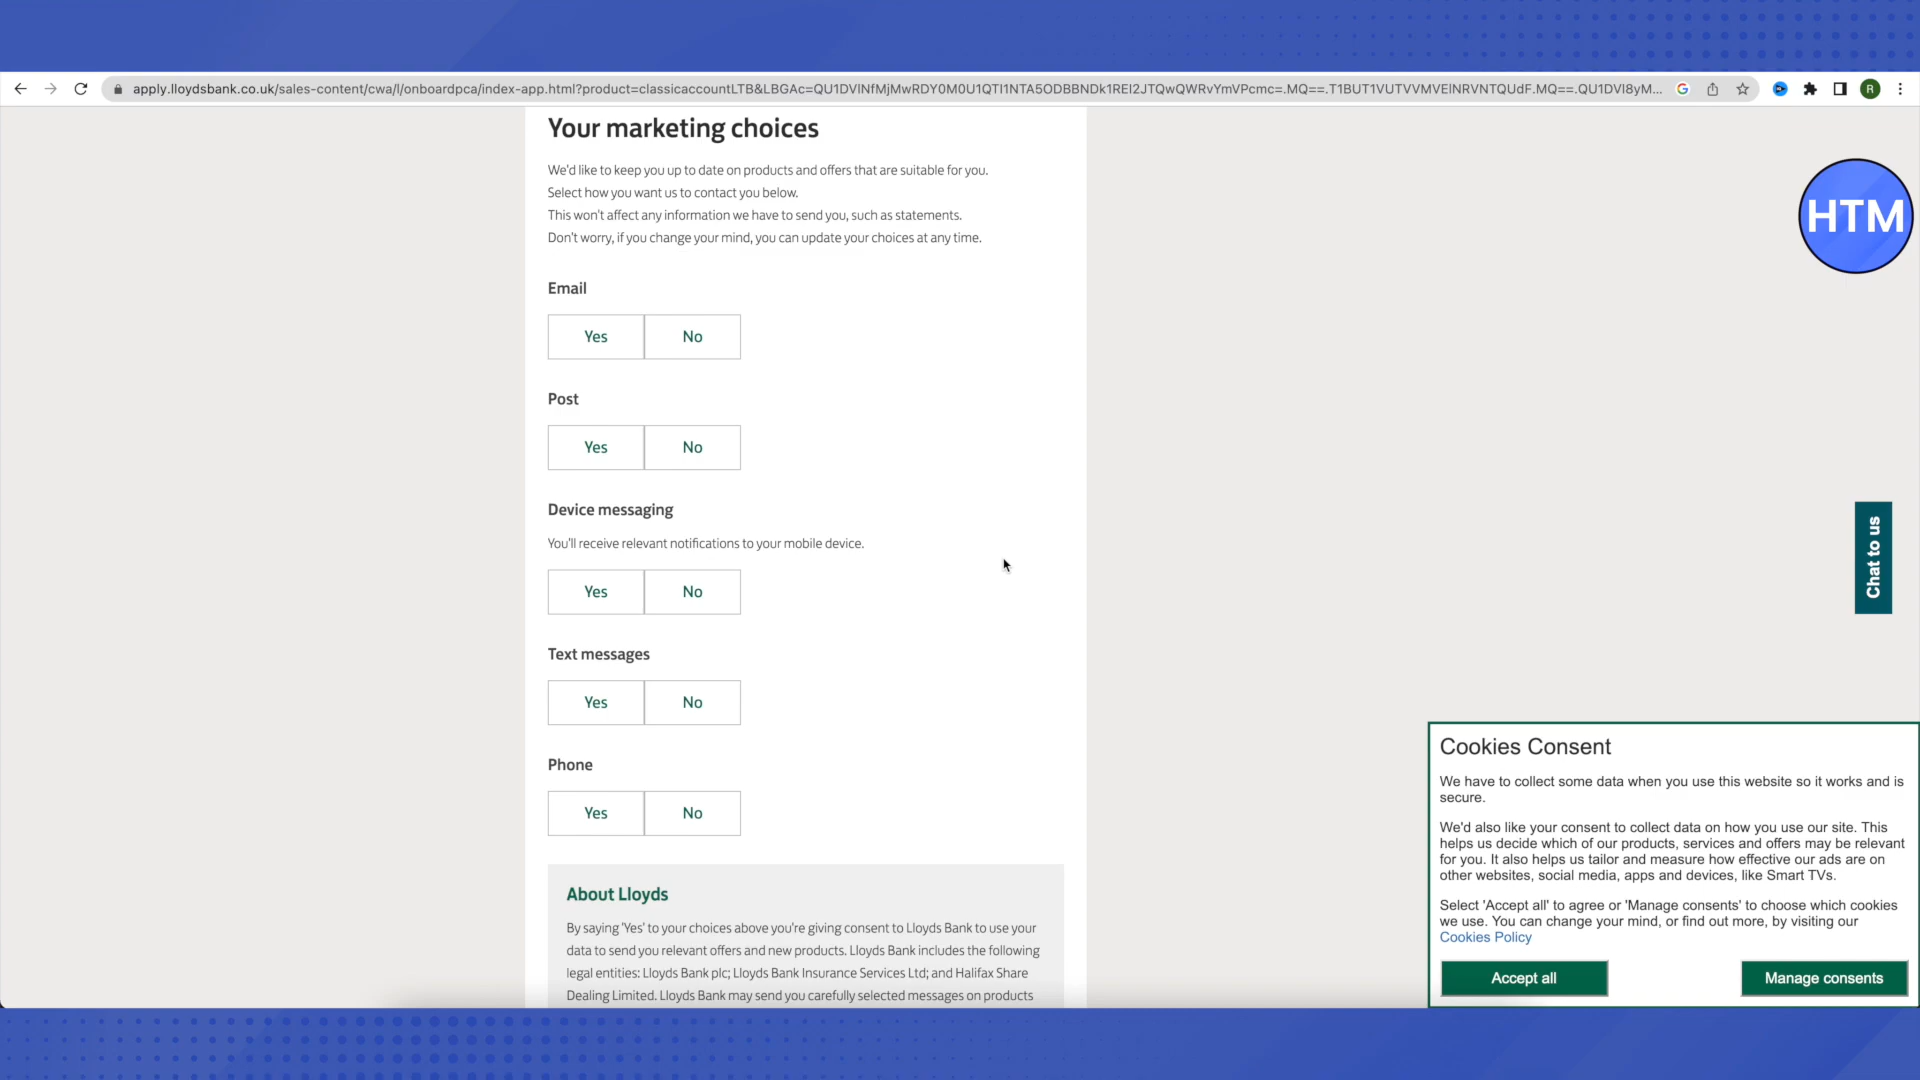 apply.lloydsbank.co.uk/sales-content/cwa/l/onboardpca/index-app.html?product=classicaccountLTB&LBGAc=
R
Your marketing choices
We'd like to keep you up to date on products and offers that are suitable for you.
Select how you want us to contact you below.
This won't affect any information we have to send you, such as statements.
Don't worry, if you change your mind, you can update your choices at any time.
HTM
Email
Yes No
Post
Yes No
Device messaging
You'll receive relevant notifications to your mobile device.
Yes No
Chat to us
Text messages
Yes No
Phone
Yes No
About Lloyds
By saying 'Yes' to your choices above you're giving consent to Lloyds Bank to use your
data to send you relevant offers and new products. Lloyds Bank includes the following
legal entities: Lloyds Bank plc; Lloyds Bank Insurance Services Ltd; and Halifax Share
Dealing Limited. Lloyds Bank may send you carefully selected messages on products
Cookies Consent
We have to collect some data when you use this website so it works and is
secure.
We'd also like your consent to collect data on how you use our site. This
helps us decide which of our products, services and offers may be relevant
for you. It also helps us tailor and measure how effective our ads are on
other websites, social media, apps and devices, like Smart TVs.
Select 'Accept all' to agree or 'Manage consents' to choose which cookies
we use. You can change your mind, or find out more, by visiting our
Cookies Policy
Accept all Manage consents